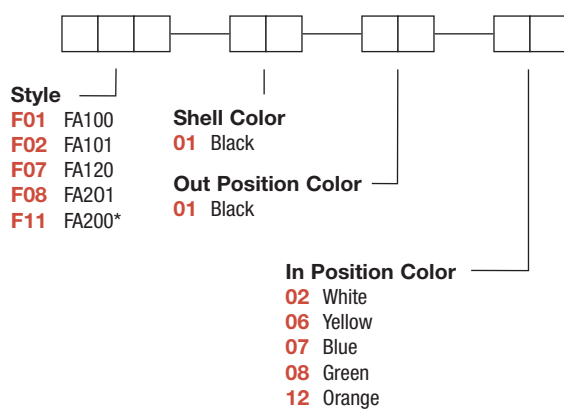 Style
F01 FA100
F02 FA101
F07 FA120
F08 FA201
F11 FA200*
Shell Color
01 Black
Out Position Color
01 Black
In Position Color
02 White
06 Yellow
07 Blue
08 Green
12 Orange